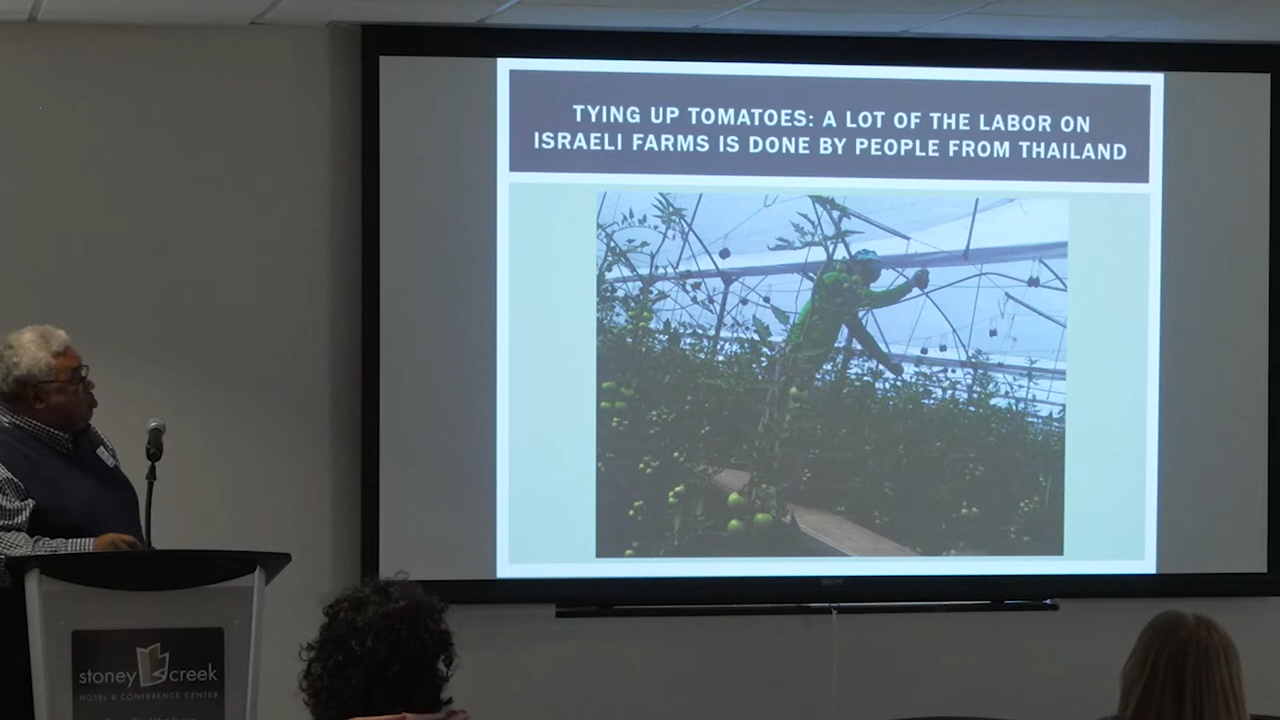 TYING UP TOMATOES: A LOT OF THE LABOR ON
ISRAELI FARMS IS DONE BY PEOPLE FROM THAILAND
stoney creek
HOTEL & CONFERENCE CENTER